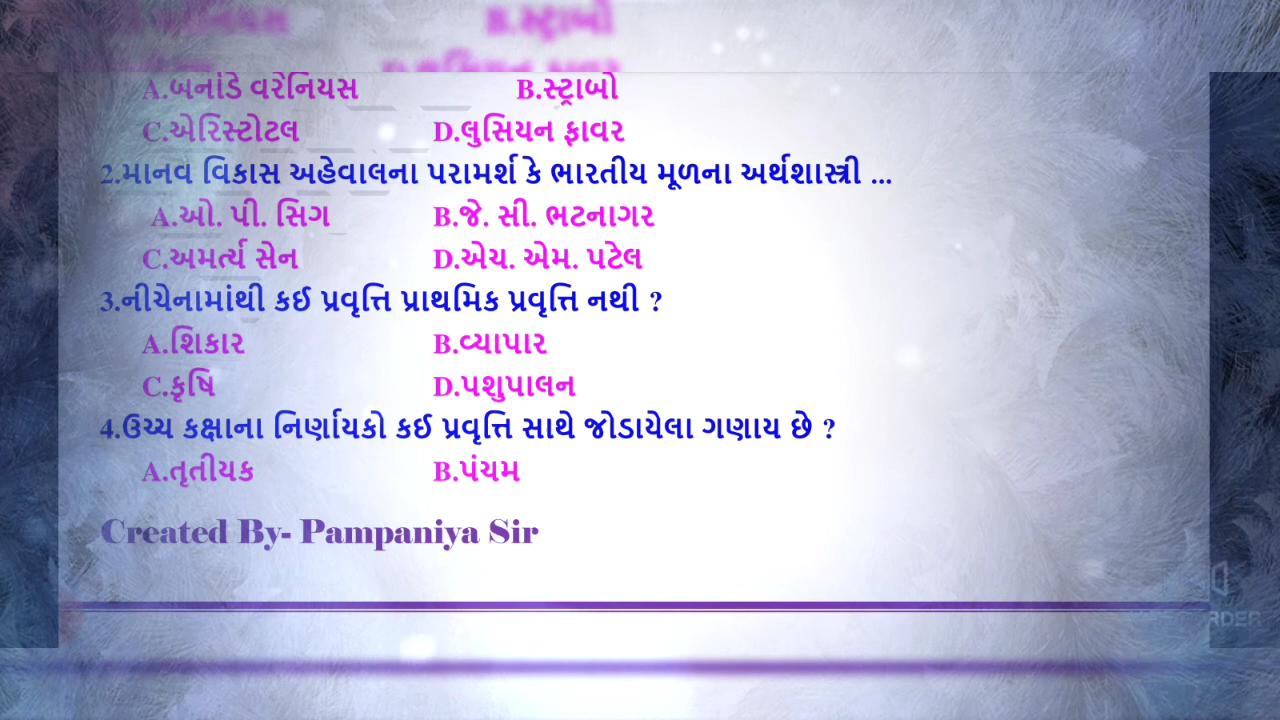 A.બનાંડે વરેનિયસ B.સ્ટ્રાબો
C.એરિસ્ટોટલ D.લુસિયન ફાવર
2.માનવ વિકાસ અહેવાલના પરામર્શ કે ભારતીય મૂળના અર્થશાસ્ત્રી ...
A.ઓ. પી. સિગ B.જે. સી. ભટનાગર
C.અમર્ત્ય સેન D.એચ. એમ. પટેલ
3.નીચેનામાંથી કઈ પ્રવૃત્તિ પ્રાથમિક પ્રવૃત્તિ નથી ?
A.શિકાર B.વ્યાપાર
C.કૃષિ D.પશુપાલન
4.ઉચ્ચ કક્ષાના નિર્ણાયકો કઈ પ્રવૃત્તિ સાથે જોડાયેલા ગણાય છે ?
A.તૃતીયક B.પંચમ
Created By- Pampaniya Sir